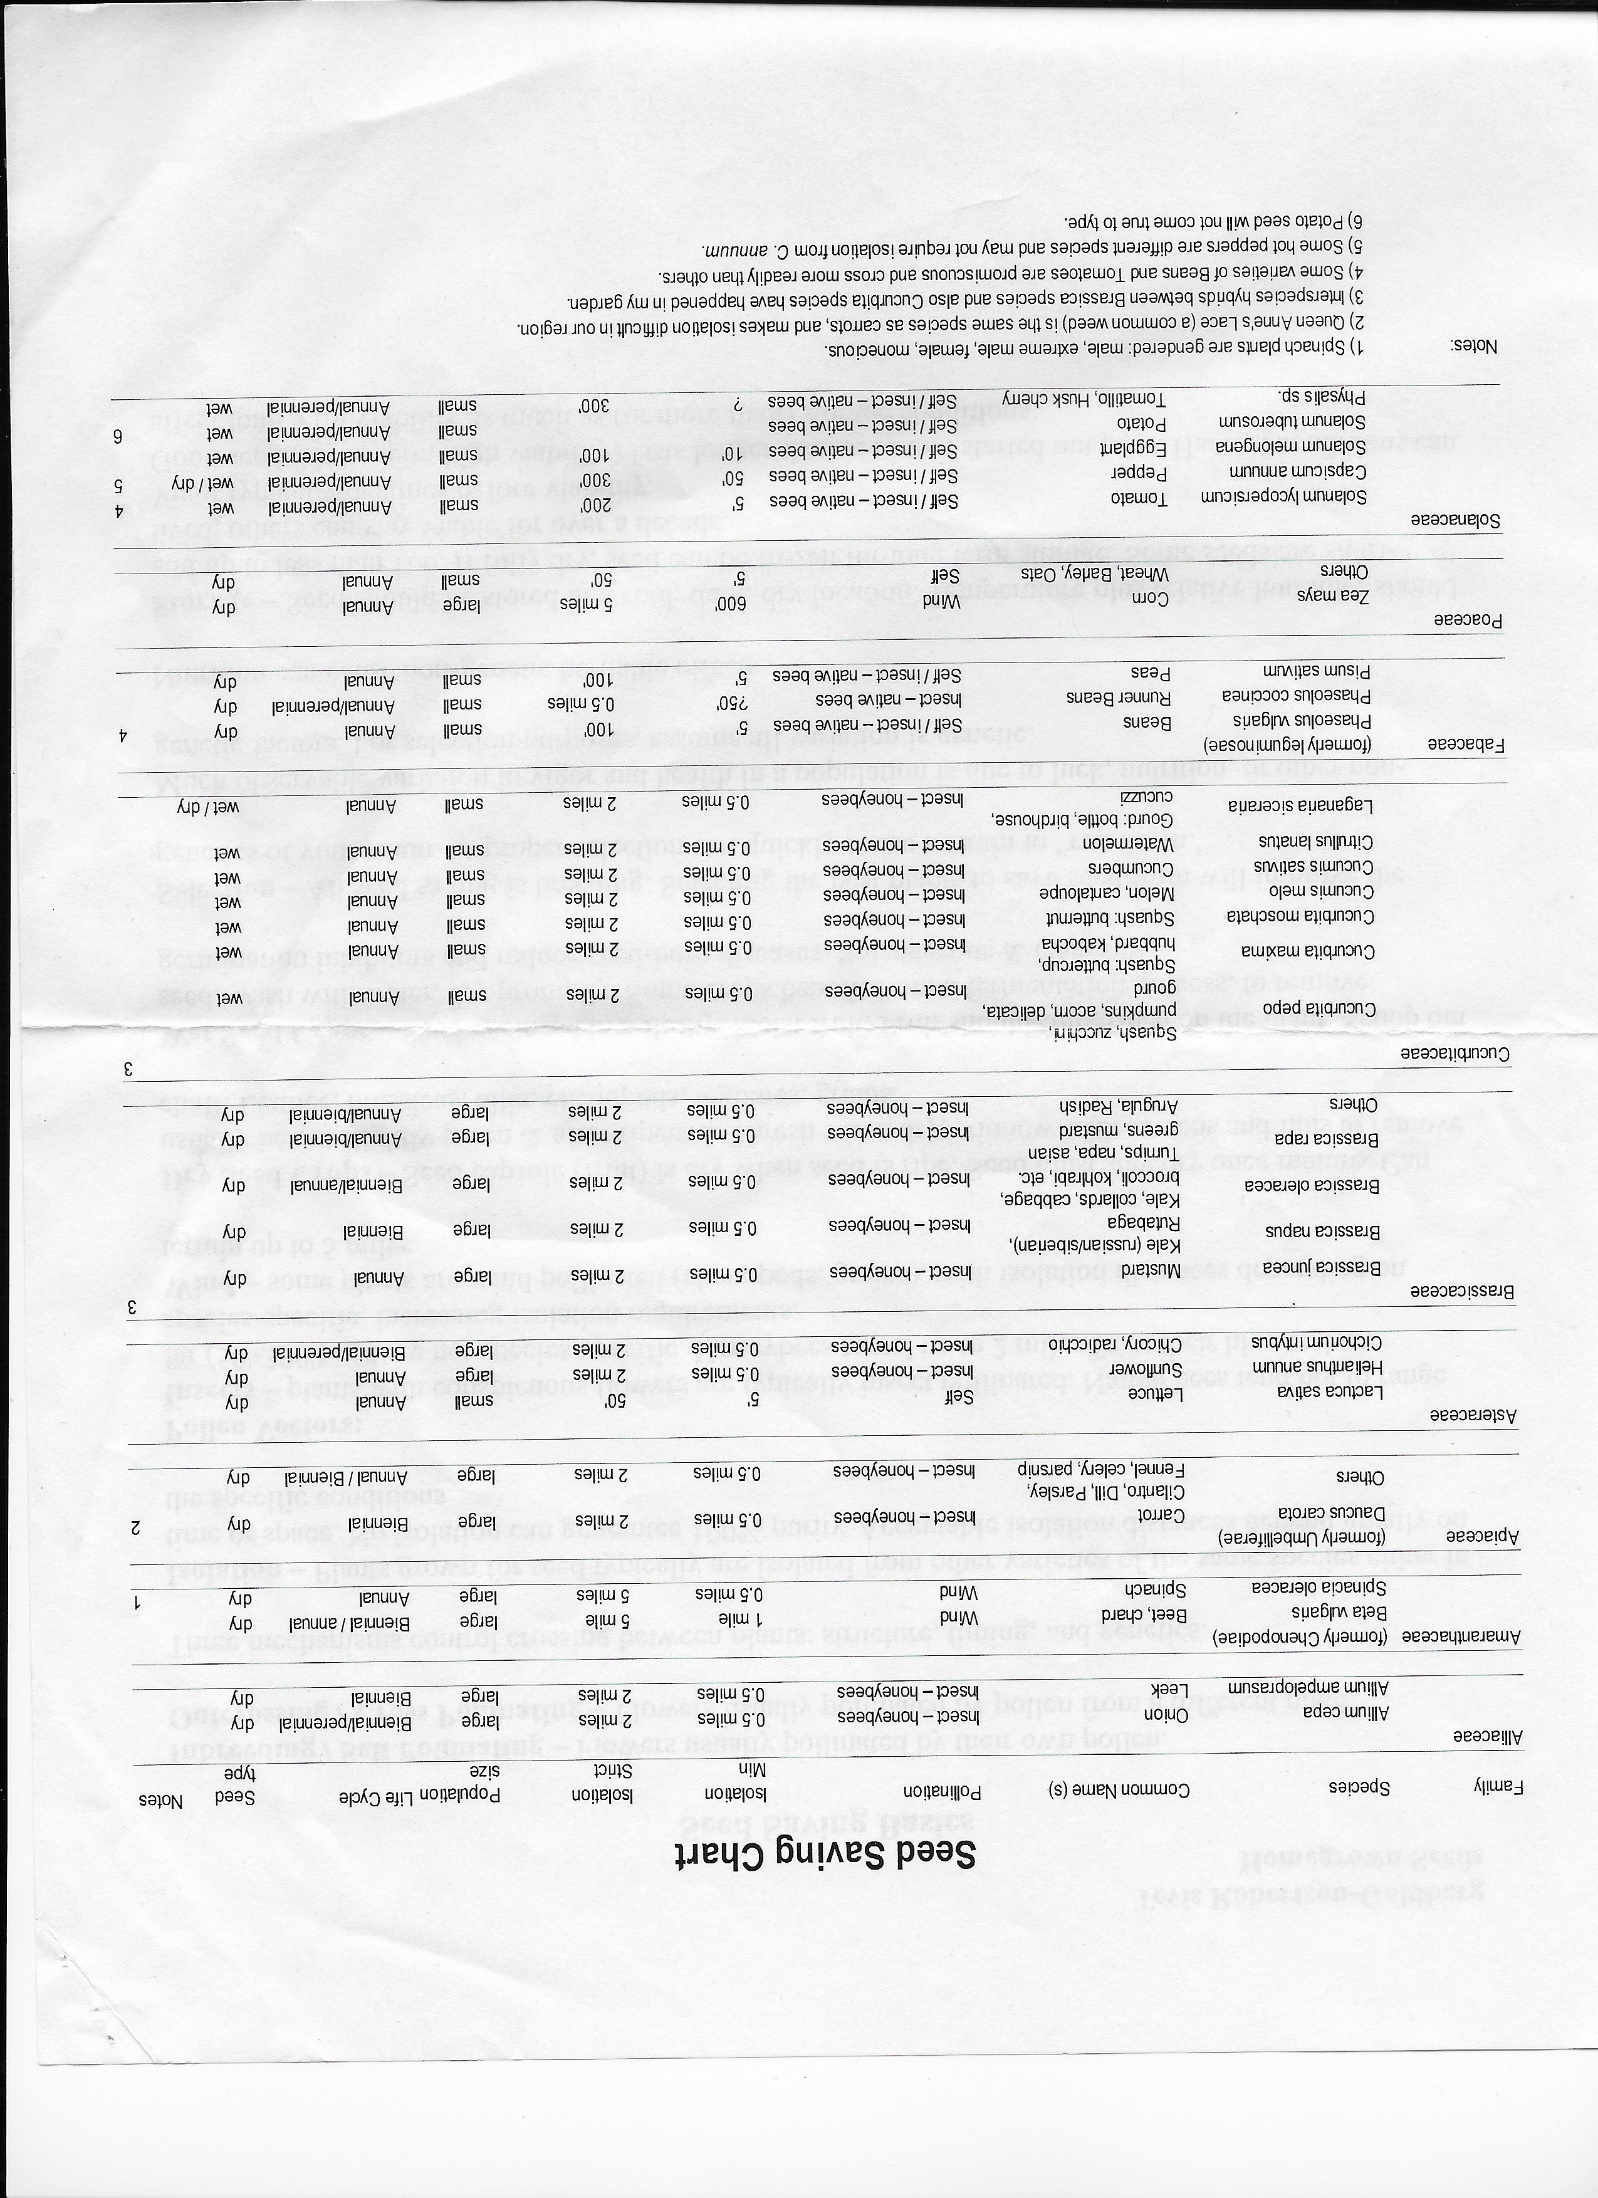 Seed Saving Chart
Family Species Common Name (s) Pollination Isolation Min Isolation Strict Population size Life Cycle Seed type Notes
Alliaceae
Allium cepa Onion Insect – honeybees 0.5 miles 2 miles large Biennial/perennial dry
Allium ampeloprasum Leek Insect – honeybees 0.5 miles 2 miles large Biennial dry
Amaranthaceae (formerly Chenopodiae)
Beta vulgaris Beet, chard Wind 1 mile 5 mile large Biennial / annual dry
Spinacia oleracea Spinach Wind 0.5 miles 5 miles large Annual dry 1
Apiaceae (formerly Umbelliferae)
Daucus carota Carrot Insect – honeybees 0.5 miles 2 miles large Biennial dry 2
Cilantro, Dill, Parsley,
Others Fennel, celery, parsnip Insect – honeybees 0.5 miles 2 miles large Annual / Biennial dry
Asteraceae
Lactuca sativa Lettuce Self 5' 50' small Annual dry
Helianthus anuum Sunflower Insect – honeybees 0.5 miles 2 miles large Annual dry
Cichorium intybus Chicory, radicchio Insect – honeybees 0.5 miles 2 miles large Biennial/perennial dry
Brassicaceae 3
Brassica juncea Mustard Insect – honeybees 0.5 miles 2 miles large Annual dry
Kale (russian/siberian),
Brassica napus Rutabaga Insect – honeybees 0.5 miles 2 miles large Biennial dry
Kale, collards, cabbage,
Brassica oleracea broccoli, kohlrabi, etc. Insect – honeybees 0.5 miles 2 miles large Biennial/annual dry
Turnips, napa, asian
Brassica rapa greens, mustard Insect – honeybees 0.5 miles 2 miles large Annual/biennial dry
Others Arugula, Radish Insect – honeybees 0.5 miles 2 miles large Annual/biennial dry
Cucurbitaceae 3
Squash, zucchini,
Cucurbita pepo pumpkins, acorn, delicata, gourd Insect – honeybees 0.5 miles 2 miles small Annual wet
Squash: buttercup,
Cucurbita maxima hubbard, kabocha Insect – honeybees 0.5 miles 2 miles small Annual wet
Cucurbita moschata Squash: butternut Insect – honeybees 0.5 miles 2 miles small Annual wet
Cucumis melo Melon, cantaloupe Insect – honeybees 0.5 miles 2 miles small Annual wet
Cucumis sativus Cucumbers Insect – honeybees 0.5 miles 2 miles small Annual wet
Citrullus lanatus Watermelon Insect – honeybees 0.5 miles 2 miles small Annual wet
Gourd: bottle, birdhouse,
Laganaria siceraria cucuzzi Insect – honeybees 0.5 miles 2 miles small Annual wet / dry
Fabaceae (formerly leguminosae)
Phaseolus vulgaris Beans Self / insect – native bees 5' 100' small Annual dry 4
Phaseolus coccinea Runner Beans Insect – native bees ?50' 0.5 miles small Annual/perennial dry
Pisum sativum Peas Self / insect – native bees 5' 100' small Annual dry
Poaceae
Zea mays Corn Wind 600' 5 miles large Annual dry
Others Wheat, Barley, Oats Self 5' 50' small Annual dry
Solanaceae
Solanum lycopersicum Tomato Self / insect – native bees 5' 200' small Annual/perennial wet 4
Capsicum annuum Pepper Self / insect – native bees 50' 300' small Annual/perennial wet / dry 5
Solanum melongena Eggplant Self / insect – native bees 10' 100' small Annual/perennial wet
Solanum tuberosum Potato Self / insect – native bees small Annual/perennial wet 6
Physalis sp. Tomatillo, Husk cherry Self / insect – native bees ? 300' small Annual/perennial wet
Notes: 1) Spinach plants are gendered: male, extreme male, female, monecious.
2) Queen Anne's Lace (a common weed) is the same species as carrots, and makes isolation difficult in our region.
3) Interspecies hybrids between Brassica species and also Cucurbita species have happened in my garden.
4) Some varieties of Beans and Tomatoes are promiscuous and cross more readily than others.
5) Some hot peppers are different species and may not require isolation from C. annuum.
6) Potato seed will not come true to type.